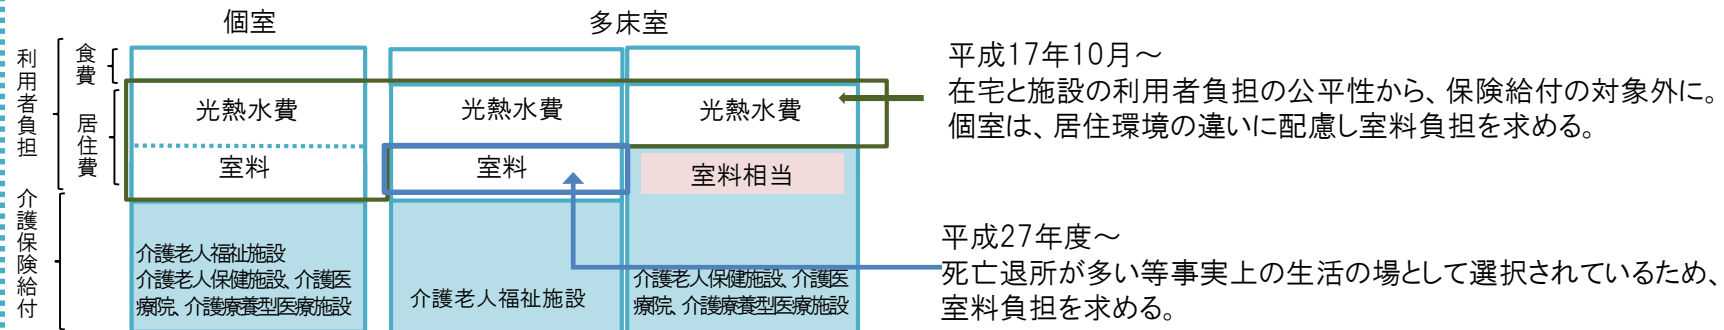 個室
多床室
利用者負担
食費
居住費
介護保険給付
光熱水費
室料
光熱水費
室料
光熱水費
室料相当
介護老人福祉施設
介護老人保健施設、介護医
療院、介護療養型医療施設
介護老人福祉施設
介護老人保健施設、介護医
療院、介護療養型医療施設
平成17年10月～
在宅と施設の利用者負担の公平性から、保険給付の対象外に。
個室は、居住環境の違いに配慮し室料負担を求める。
平成27年度～
死亡退所が多い等事実上の生活の場として選択されているため、
室料負担を求める。